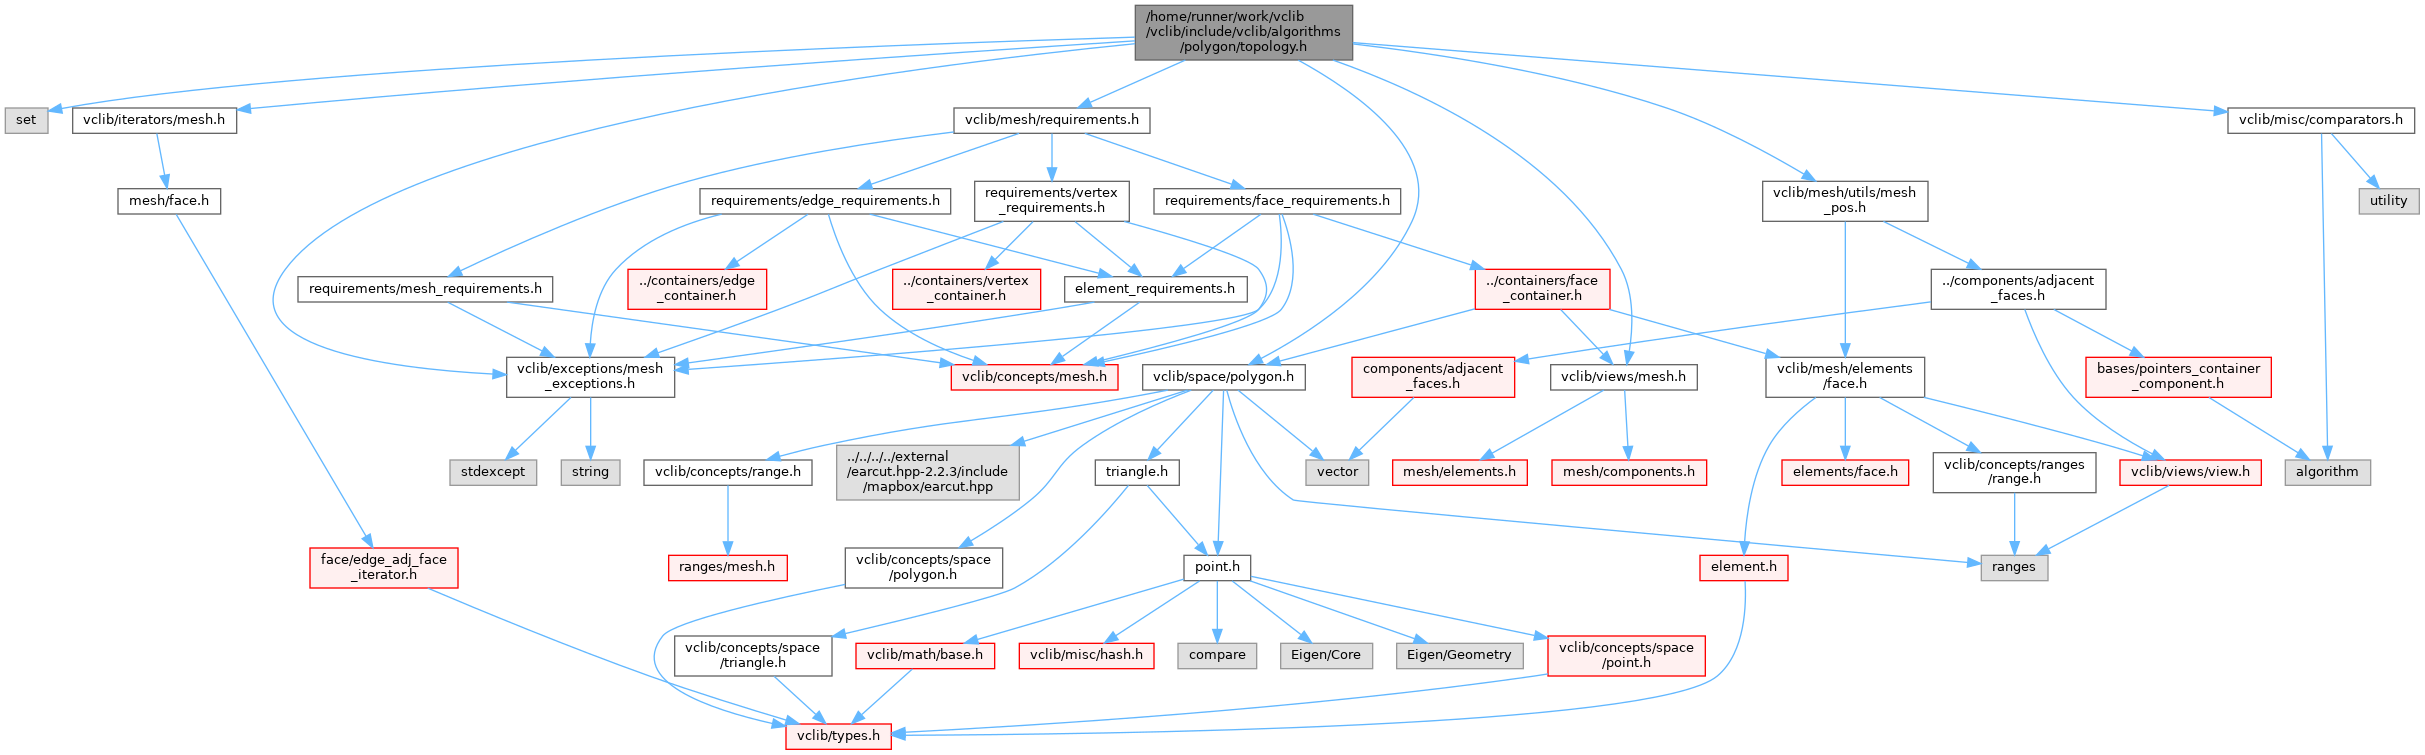 /home/runner/work/vclib
/vclib/include/vclib/algorithms
/polygon/topology.h
set
vclib/iterators/mesh.h
vclib/mesh/requirements.h
vclib/misc/comparators.h
mesh/face.h
requirements/edge_requirements.h
requirements/vertex
_requirements.h
requirements/face_requirements.h
vclib/mesh/utils/mesh
_pos.h
utility
requirements/mesh_requirements.h
../containers/edge
_container.h
../containers/vertex
_container.h
element_requirements.h
../containers/face
_container.h
../components/adjacent
_faces.h
vclib/exceptions/mesh
_exceptions.h
vclib/concepts/mesh.h
vclib/space/polygon.h
components/adjacent
_faces.h
vclib/views/mesh.h
vclib/mesh/elements
/face.h
bases/pointers_container
_component.h
stdexcept
string
vclib/concepts/range.h
../../../../external
/earcut.hpp-2.2.3/include
/mapbox/earcut.hpp
triangle.h
vector
mesh/elements.h
mesh/components.h
elements/face.h
vclib/concepts/ranges
/range.h
vclib/views/view.h
algorithm
face/edge_adj_face
_iterator.h
ranges/mesh.h
vclib/concepts/space
/polygon.h
point.h
element.h
ranges
vclib/concepts/space
/triangle.h
vclib/math/base.h
vclib/misc/hash.h
compare
Eigen/Core
Eigen/Geometry
vclib/concepts/space
/point.h
vclib/types.h